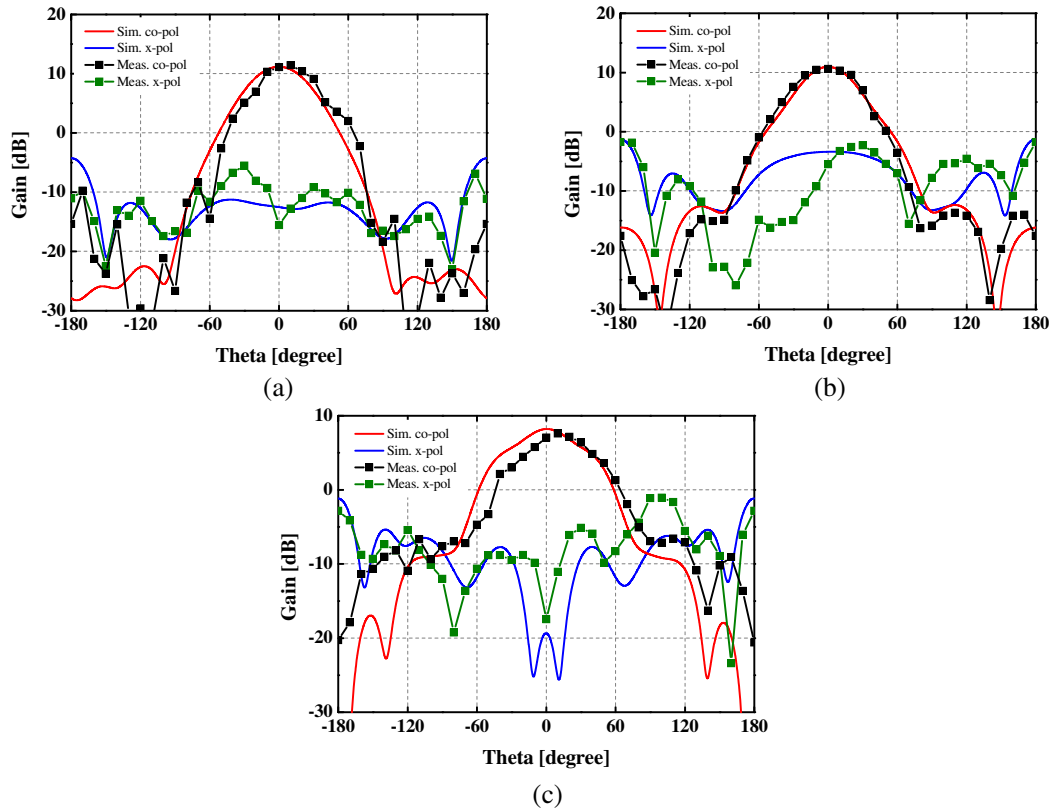 20
10
0
-10
-20
-30
Gain [dB]
Sim. co-pol
Sim. x-pol
Meas. co-pol
Meas. x-pol
-180 -120 -60 0 60 120 180
Theta [degree]
(a)
20
10
0
-10
-20
-30
Gain [dB]
Sim. co-pol
Sim. x-pol
Meas. co-pol
Meas. x-pol
-180 -120 -60 0 60 120 180
Theta [degree]
(b)
10
0
-10
-20
-30
Gain [dB]
Sim. co-pol
Sim. x-pol
Meas. co-pol
Meas. x-pol
-180 -120 -60 0 60 120 180
Theta [degree]
(c)